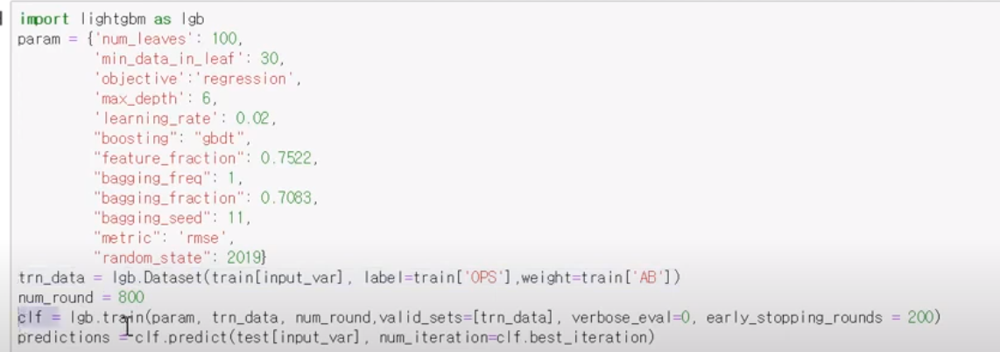 import lightgbm as lgb
param = {'num_leaves': 100,
'min_data_in_leaf': 30,
'objective':'regression',
'max_depth': 6,
'learning_rate': 0.02,
"boosting": "gbdt",
"feature_fraction": 0.7522,
"bagging_freq": 1,
"bagging_fraction": 0.7083,
"bagging_seed": 11,
"metric": 'rmse',
"random_state": 2019}
trn_data = lgb.Dataset(train[input_var], label=train['OPS'],weight=train['AB'])
num_round = 800
clf = lgb.train(param, trn_data, num_round,valid_sets=[trn_data], verbose_eval=0, early_stopping_rounds = 200)
predictions = clf.predict(test[input_var], num_iteration=clf.best_iteration)